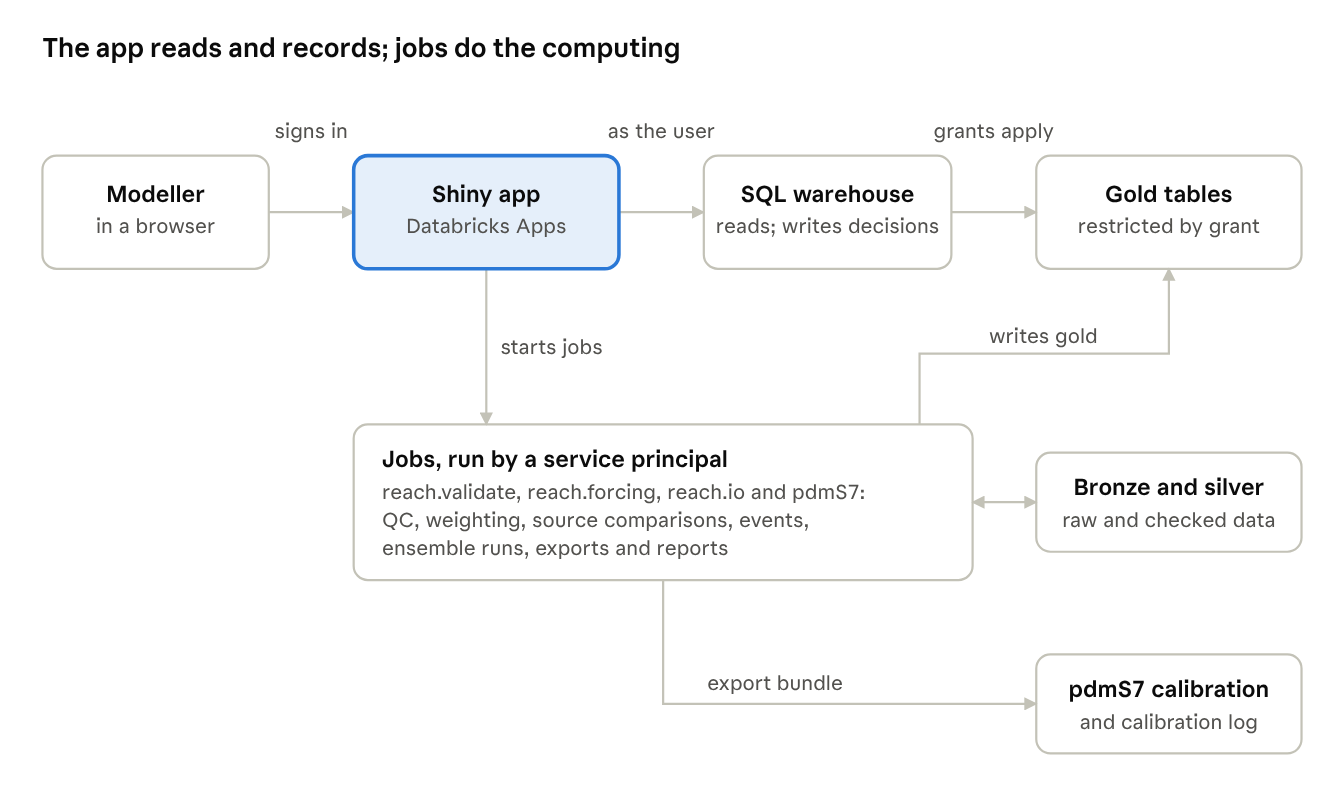 The app reads and records; jobs do the computing
signs in
as the user
grants apply
Modeller
in a browser
Shiny app
Databricks Apps
SQL warehouse
reads; writes decisions
Gold tables
restricted by grant
starts jobs
writes gold
Jobs, run by a service principal
reach.validate, reach.forcing, reach.io and pdmS7:
QC, weighting, source comparisons, events,
ensemble runs, exports and reports
Bronze and silver
raw and checked data
export bundle
pdmS7 calibration
and calibration log